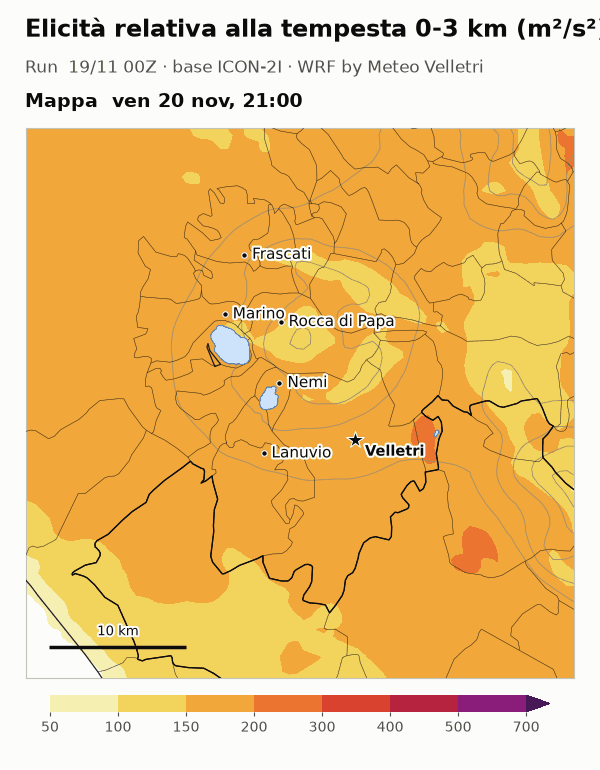 Elicità relativa alla tempesta 0-3 km (m²/s²)
Run  19/11 00Z · base ICON-2I · WRF by Meteo Velletri
Mappa  ven 20 nov, 21:00
Frascati
Marino
Rocca di Papa
Nemi
Velletri
Lanuvio
10 km
50 100 150 200 300 400 500 700